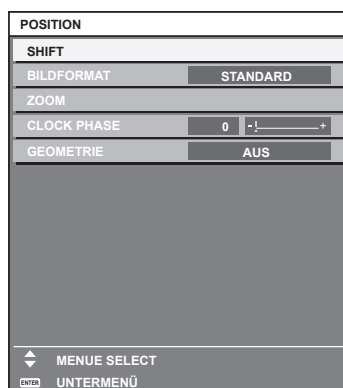 POSITION
SHIFT
BILDFORMAT STANDARD
ZOOM
CLOCK PHASE 0 - +
GEOMETRIE AUS
MENUE SELECT
ENTER UNTERMENÜ